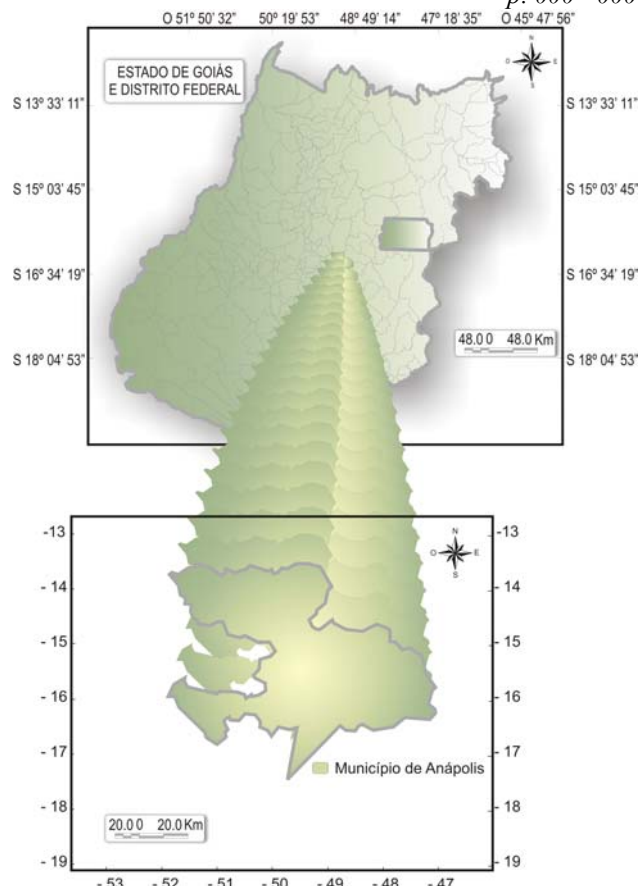 p. 000 - 000
O 51º 50' 32" 50º 19' 53" 48º 49' 14" 47º 18' 35" O 45º 47' 56"
ESTADO DE GOIÁS
E DISTRITO FEDERAL
N
O E
S
S 13º 33' 11" S 13º 33' 11"
S 15º 03' 45" S 15º 03' 45"
S 16º 34' 19" S 16º 34' 19"
48.0 0 48.0 Km
S 18º 04' 53" S 18º 04' 53"
-13 -13
N
O E
S
- 14 - 14
- 15 - 15
- 16 - 16
- 17 - 17
Município de Anápolis
- 18 - 18
20.0 0 20.0 Km
- 19 - 19
- 53 - 52 - 51 - 50 - 49 - 48 - 47